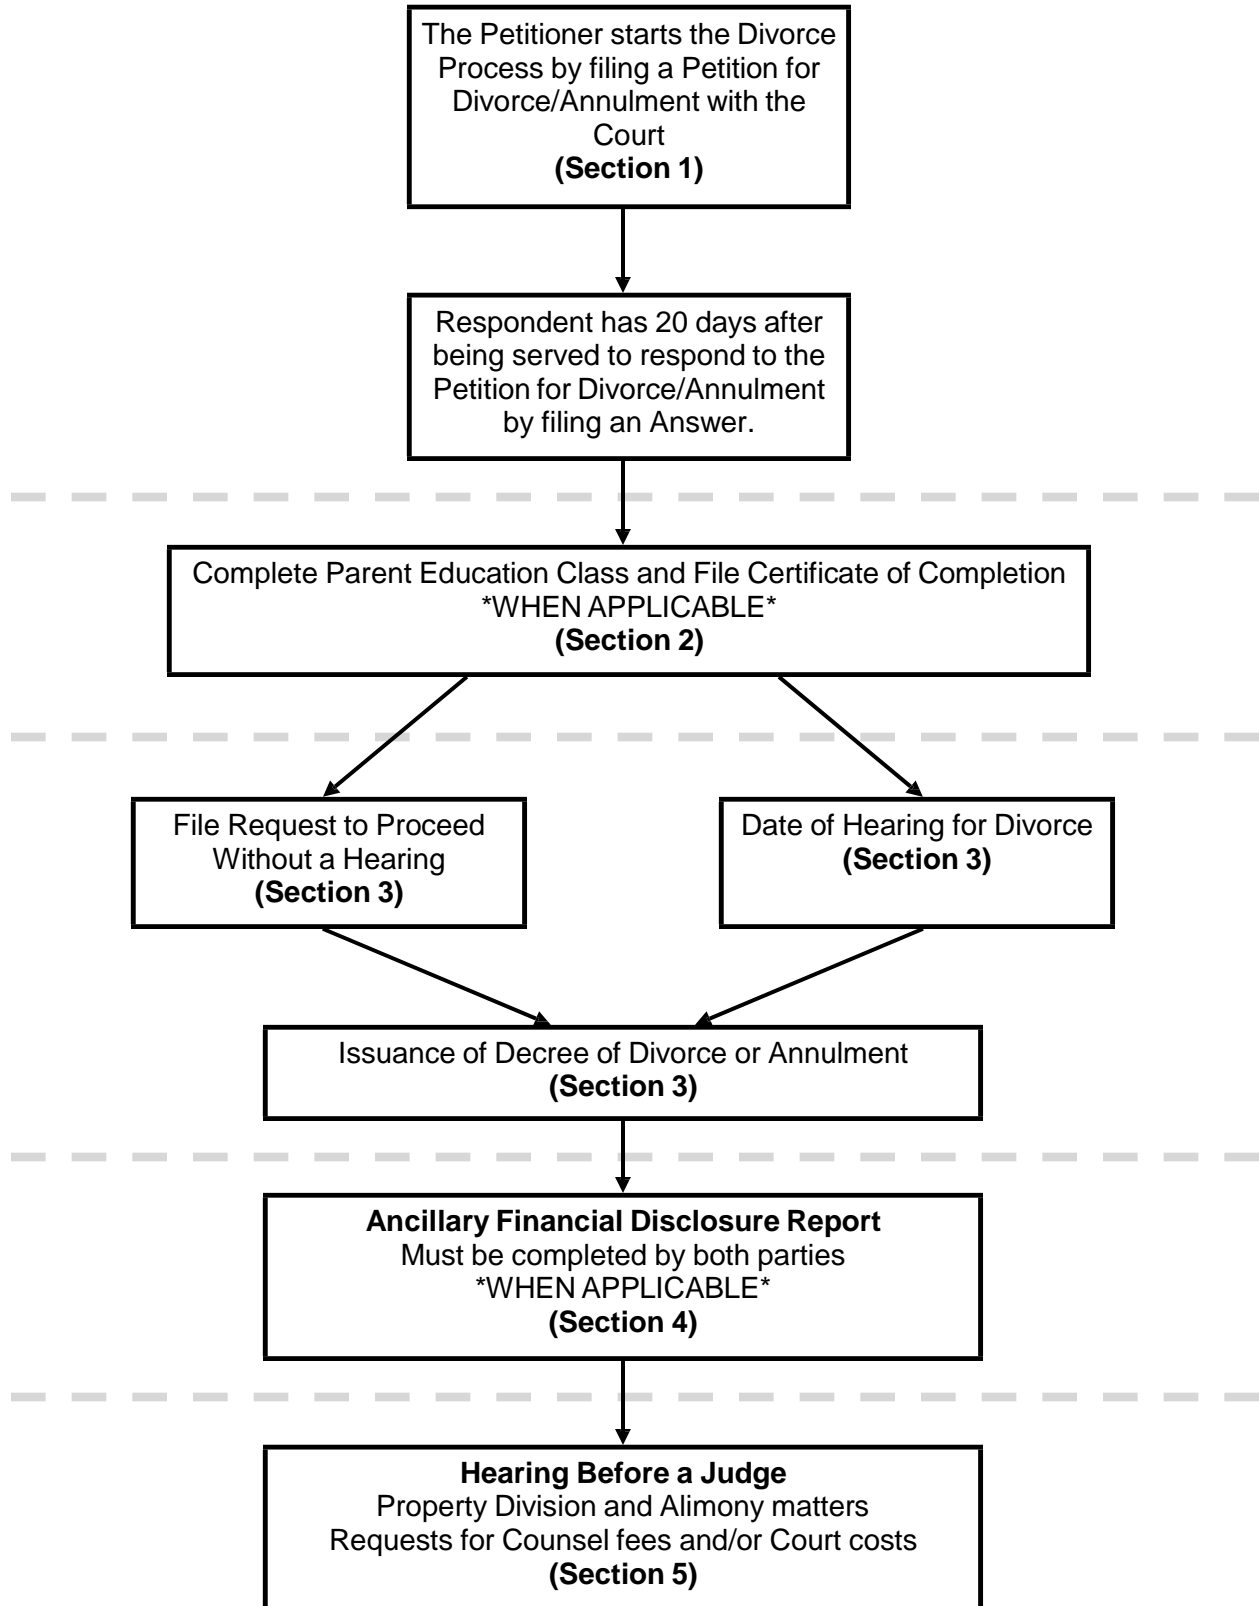 The Petitioner starts the Divorce
Process by filing a Petition for
Divorce/Annulment with the
Court
(Section 1)
Respondent has 20 days after
being served to respond to the
Petition for Divorce/Annulment
by filing an Answer.
Complete Parent Education Class and File Certificate of Completion
*WHEN APPLICABLE*
(Section 2)
File Request to Proceed
Without a Hearing
(Section 3)
Date of Hearing for Divorce
(Section 3)
Issuance of Decree of Divorce or Annulment
(Section 3)
Ancillary Financial Disclosure Report
Must be completed by both parties
*WHEN APPLICABLE*
(Section 4)
Hearing Before a Judge
Property Division and Alimony matters
Requests for Counsel fees and/or Court costs
(Section 5)